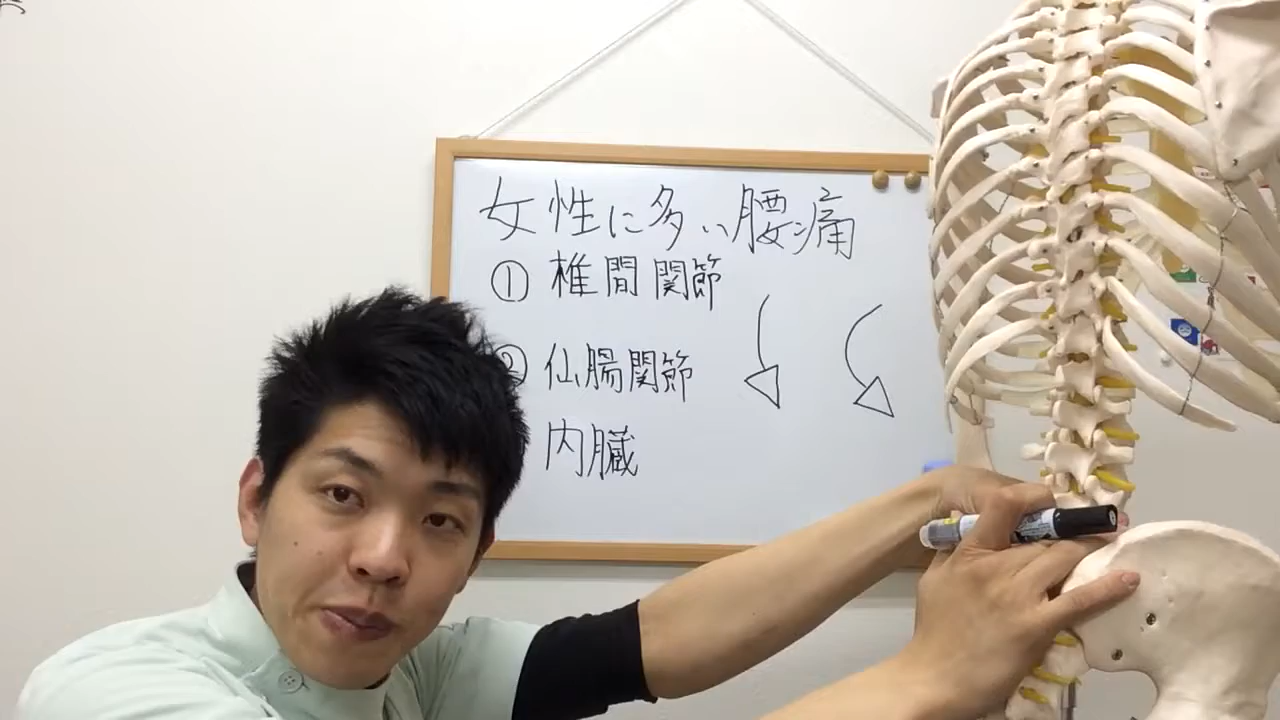 女性に多い腰痛
① 椎間関節
② 仙腸関節
内臓